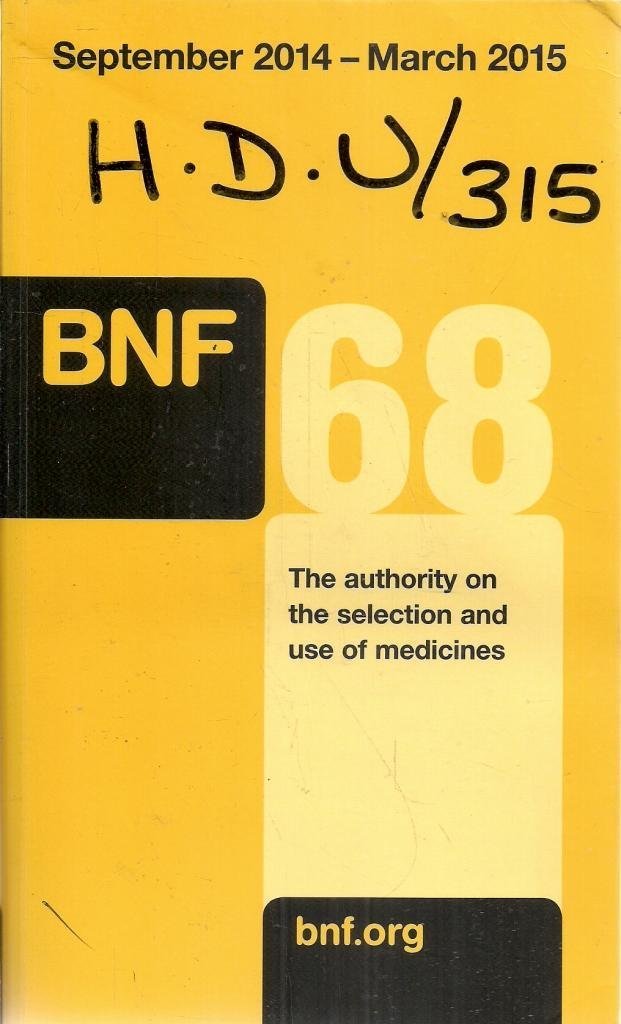 September 2014 – March 2015
H.D.U/315
BNF
68
The authority on
the selection and
use of medicines
bnf.org